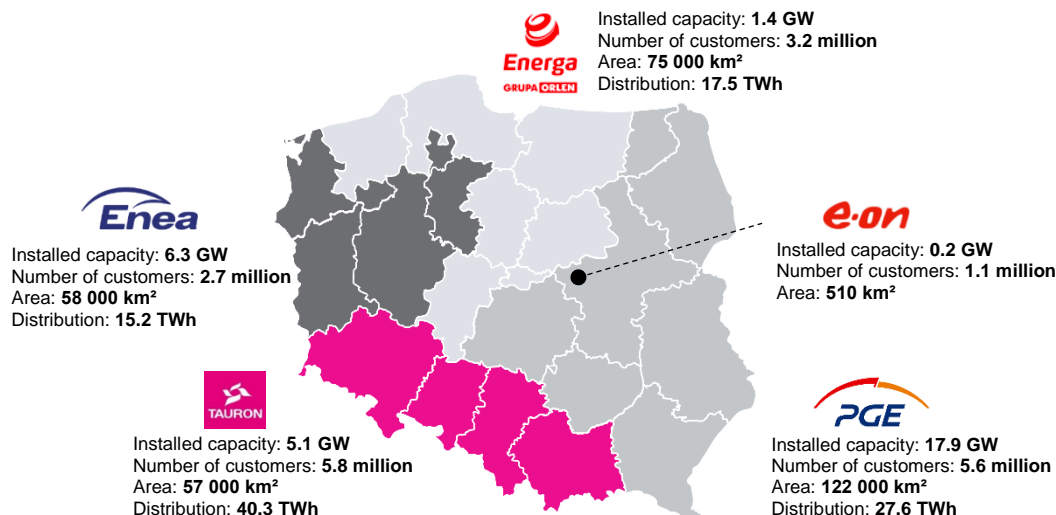 Energa
GRUPA ORLEN
Installed capacity: 1.4 GW
Number of customers: 3.2 million
Area: 75 000 km²
Distribution: 17.5 TWh
Enea
Installed capacity: 6.3 GW
Number of customers: 2.7 million
Area: 58 000 km²
Distribution: 15.2 TWh
e·on
Installed capacity: 0.2 GW
Number of customers: 1.1 million
Area: 510 km²
TAURON
Installed capacity: 5.1 GW
Number of customers: 5.8 million
Area: 57 000 km²
Distribution: 40.3 TWh
PGE
Installed capacity: 17.9 GW
Number of customers: 5.6 million
Area: 122 000 km²
Distribution: 27.6 TWh